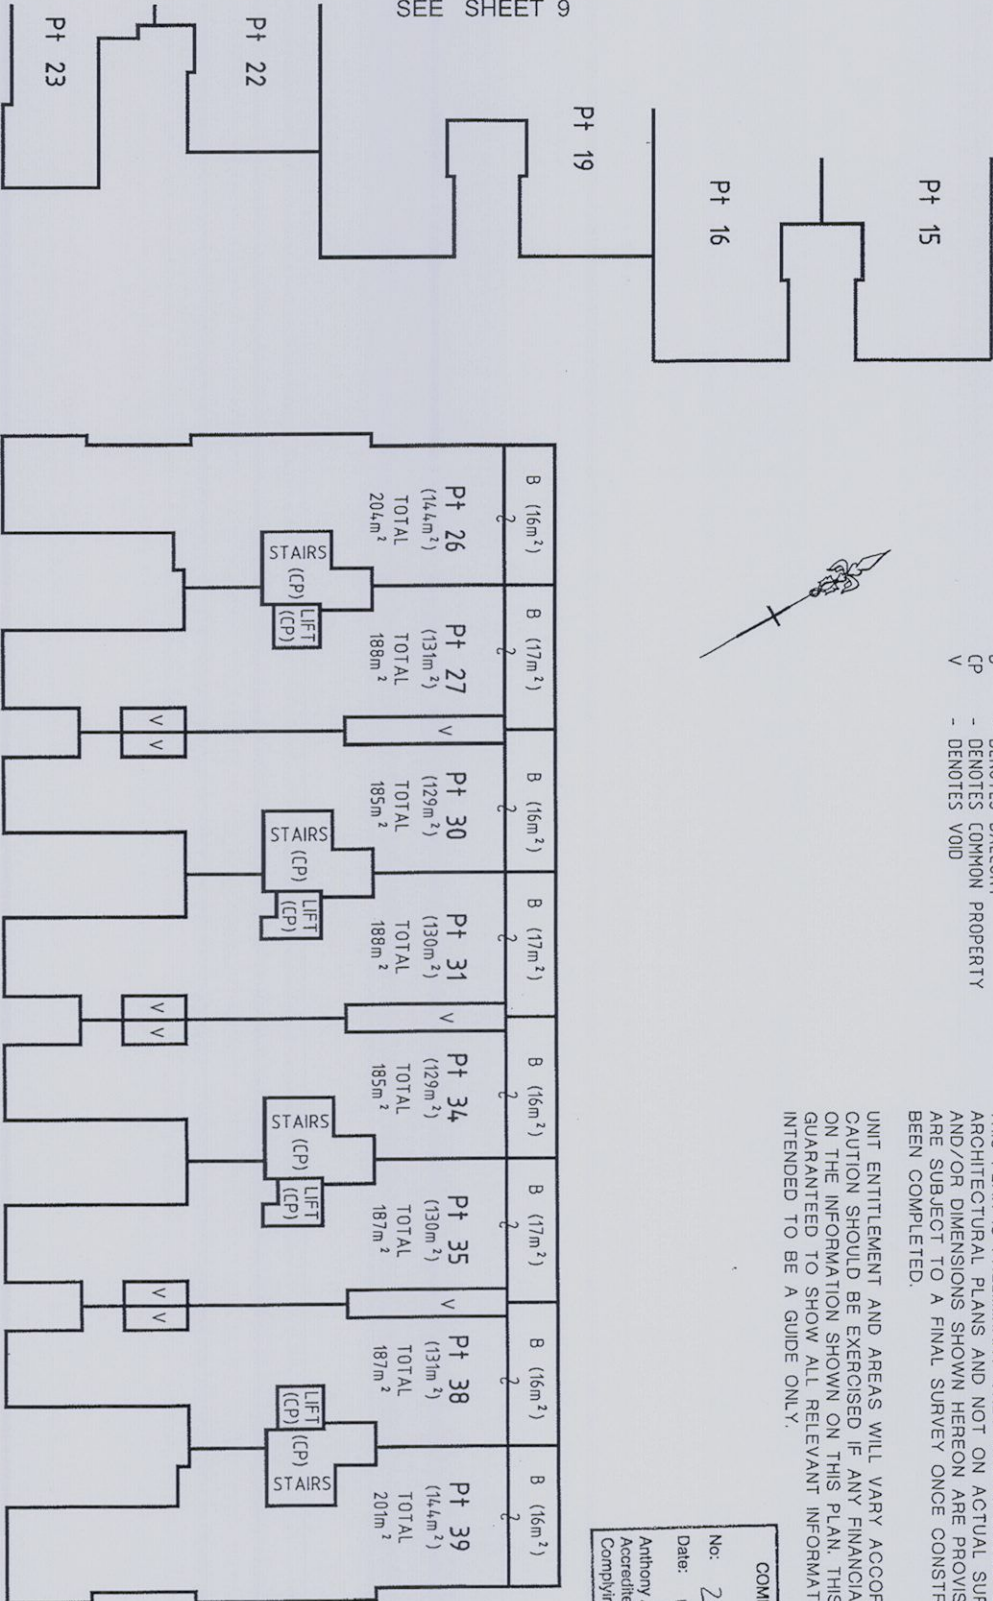 SEE SHEET 9
Pt 23
Pt 22
Pt 19
Pt 16
Pt 15
CP - DENOTES COMMON PROPERTY
V - DENOTES VOID
ARCHITECTURAL PLANS AND NOT ON ACTUAL
AND/OR DIMENSIONS SHOWN HEREON ARE
ARE SUBJECT TO A FINAL SURVEY ONCE
BEEN COMPLETED.
UNIT ENTITLEMENT AND AREAS WILL VARY
CAUTION SHOULD BE EXERCISED IF ANY
ON THE INFORMATION SHOWN ON THIS PLAN. THIS
GUARANTEED TO SHOW ALL RELEVANT
INTENDED TO BE A GUIDE ONLY.
B (16m²)
Pt 26
(144m²)
TOTAL
204m²
STAIRS
(CP)
LIFT
(CP)
B (17m²)
Pt 27
(131m²)
TOTAL
188m²
V
V
V
B (16m²)
Pt 30
(129m²)
TOTAL
185m²
STAIRS
(CP)
LIFT
(CP)
B (17m²)
Pt 31
(130m²)
TOTAL
188m²
V
V
V
B (16m²)
Pt 34
(129m²)
TOTAL
185m²
STAIRS
(CP)
LIFT
(CP)
B (17m²)
Pt 35
(130m²)
TOTAL
187m²
V
V
V
B (16m²)
Pt 38
(131m²)
TOTAL
187m²
LIFT
(CP)
(CP)
STAIRS
B (16m²)
Pt 39
(144m²)
TOTAL
201m²
No: 2
Date:
Anthony